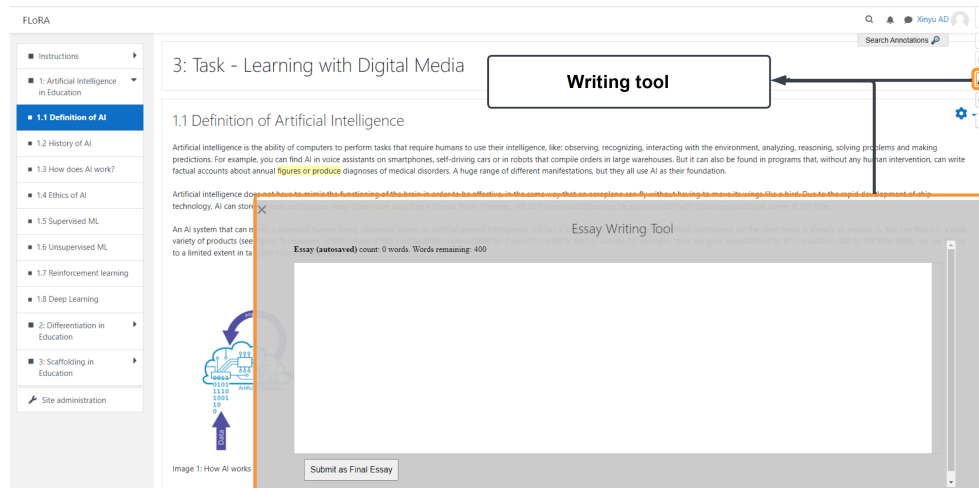 FLoRA
Xinyu AD
Search Annotations
Instructions
1: Artificial Intelligence
in Education
1.1 Definition of AI
1.2 History of AI
1.3 How does AI work?
1.4 Ethics of AI
1.5 Supervised ML
1.6 Unsupervised ML
1.7 Reinforcement learning
1.8 Deep Learning
2: Differentiation in
Education
3: Scaffolding in
Education
Site administration
3: Task - Learning with Digital Media
Writing tool
1.1 Definition of Artificial Intelligence
Artificial intelligence is the ability of computers to perform tasks that require humans to use their intelligence, like: observing, recognizing, interacting with the environment, analyzing, reasoning, solving problems and making
predictions. For example, you can find AI in voice assistants on smartphones, self-driving cars or in robots that compile orders in large warehouses. But it can also be found in programs that, without any human intervention, can write
factual accounts about annual figures or produce diagnoses of medical disorders. A huge range of different manifestations, but they all use AI as their foundation.
Artificial intelligence does not have to mimic the functioning of the brain in order to be effective, in the same way that an aeroplane can fly without having to move its wings like a bird. Due to the rapid development of chip
technology, AI can store
An AI system that can
variety of products (see
to a limited extent in
Essay Writing Tool
Essay (autosaved) count: 0 words. Words remaining: 400
0011
0101
1110
1001
10
0
Data
Image 1: How AI works
Submit as Final Essay